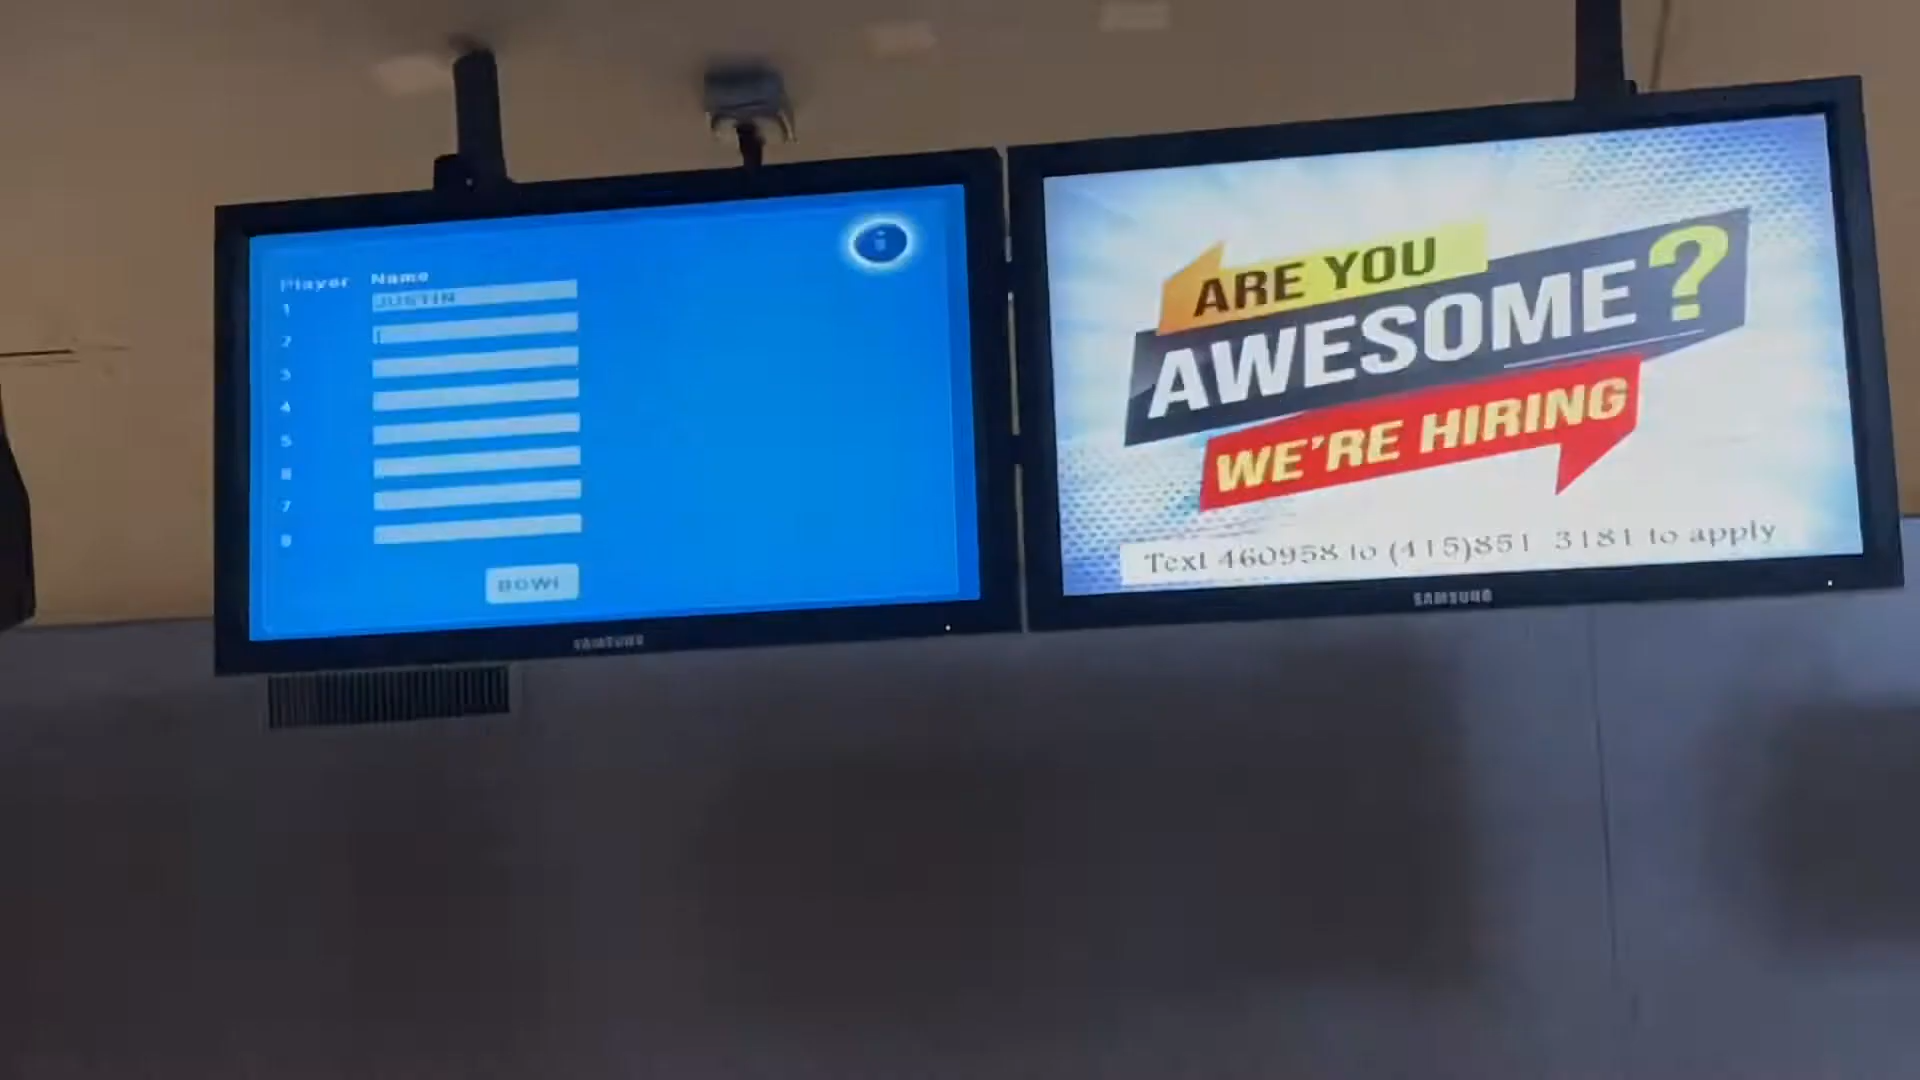 Player Name
1 JUSTIN
2
3
4
5
6
7
8
BOWL
SAMSUNG
ARE YOU
AWESOME?
WE'RE HIRING
Text 460958 to (415)851-3181 to apply
SAMSUNG